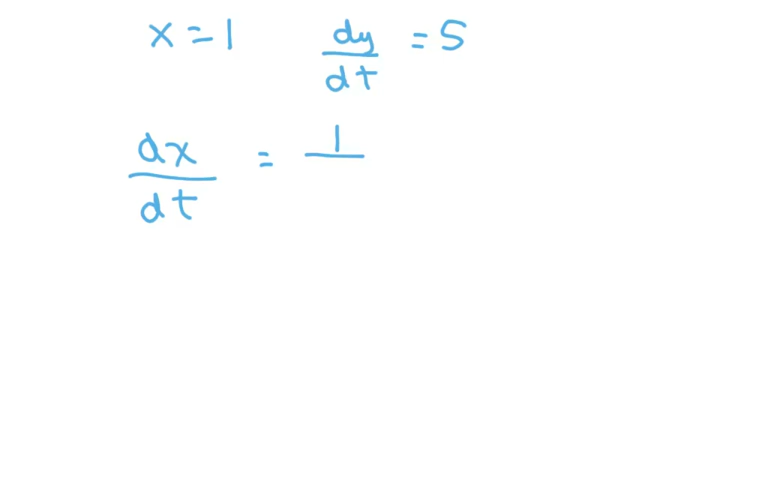 x = 1 dy/dt = 5
dx/dt = 1/